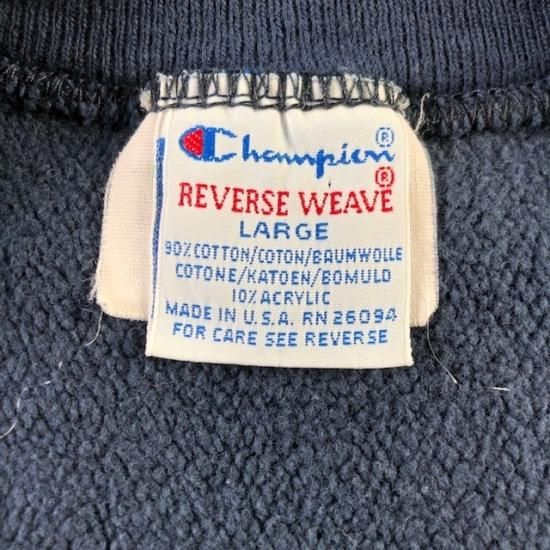 Champion®
REVERSE WEAVE®
LARGE
90% COTTON/COTON/BAUMWOLLE
COTONE/KATOEN/BOMULD
10% ACRYLIC
MADE IN U.S.A. RN 26094
FOR CARE SEE REVERSE